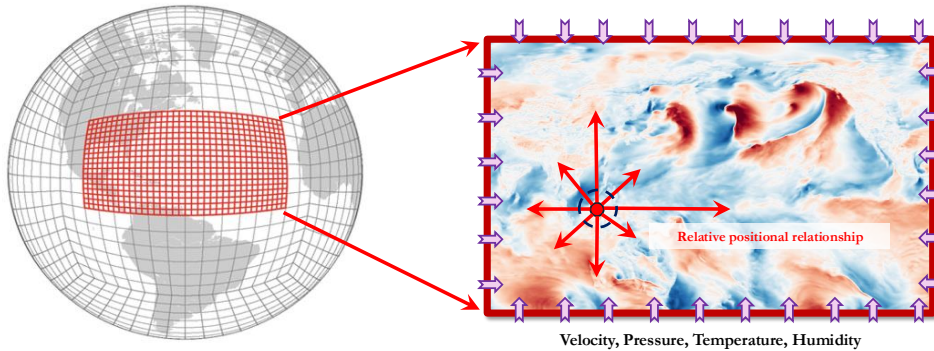 Relative positional relationship
Velocity, Pressure, Temperature, Humidity